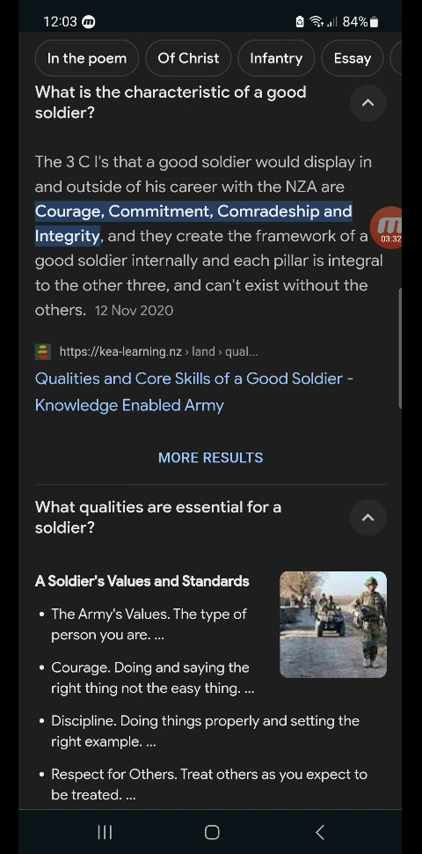 12:03 84%
In the poem Of Christ Infantry Essay
What is the characteristic of a good
soldier?
The 3 C I's that a good soldier would display in
and outside of his career with the NZA are
Courage, Commitment, Comradeship and
Integrity, and they create the framework of a
03:32
good soldier internally and each pillar is integral
to the other three, and can't exist without the
others. 12 Nov 2020
https://kea-learning.nz › land › qual...
Qualities and Core Skills of a Good Soldier -
Knowledge Enabled Army
MORE RESULTS
What qualities are essential for a
soldier?
A Soldier's Values and Standards
• The Army's Values. The type of
person you are. ...
• Courage. Doing and saying the
right thing not the easy thing. ...
• Discipline. Doing things properly and setting the
right example. ...
• Respect for Others. Treat others as you expect to
be treated. ...